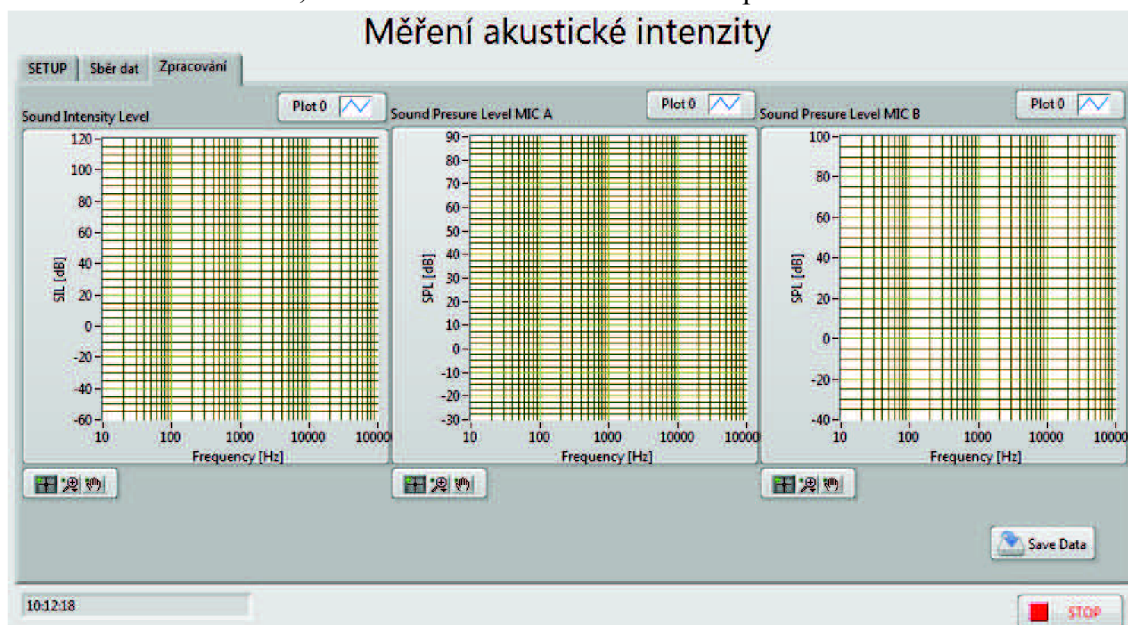 Měření akustické intenzity
SETUP Sběr dat Zpracování
Sound Intensity Level
Plot 0
120
100
80
60
40
20
0
-20
-40
-60
SIL [dB]
10 100 1000 10000 10000
Frequency [Hz]
Sound Presure Level MIC A
Plot 0
90
80
70
60
50
40
30
20
10
0
-10
-20
-30
SPL [dB]
10 100 1000 10000 10000
Frequency [Hz]
Sound Presure Level MIC B
Plot 0
100
80
60
40
20
0
-20
-40
SPL [dB]
10 100 1000 10000 10000
Frequency [Hz]
Save Data
10:12:18
STOP